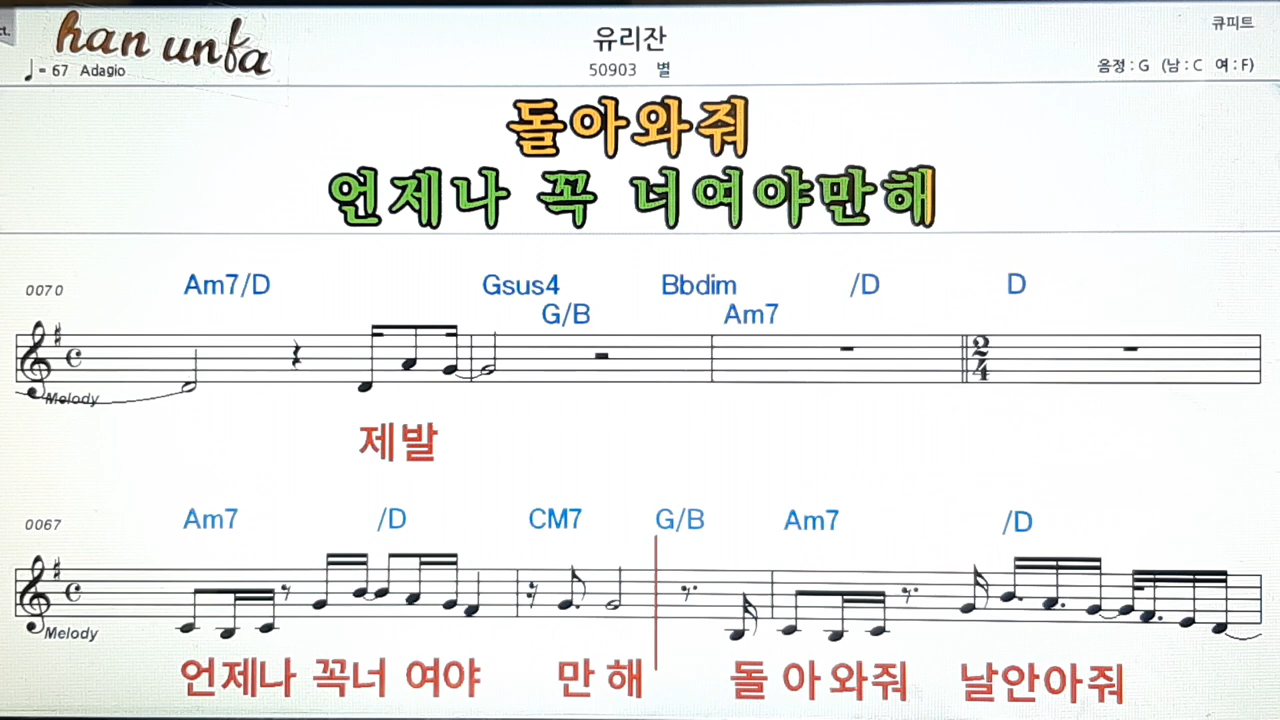 ct.
han unfa
♩= 67 Adagio
유리잔
50903 별
큐피트
음정 : G (남 : C 여 : F)
돌아와줘
언제나 꼭 너여야만해
0070
Am7/D Gsus4 Bbdim /D D
G/B Am7
2
4
Melody
제발
0067
Am7 /D CM7 G/B Am7 /D
Melody
언제나 꼭너 여야 만 해 돌 아 와줘 날안아줘